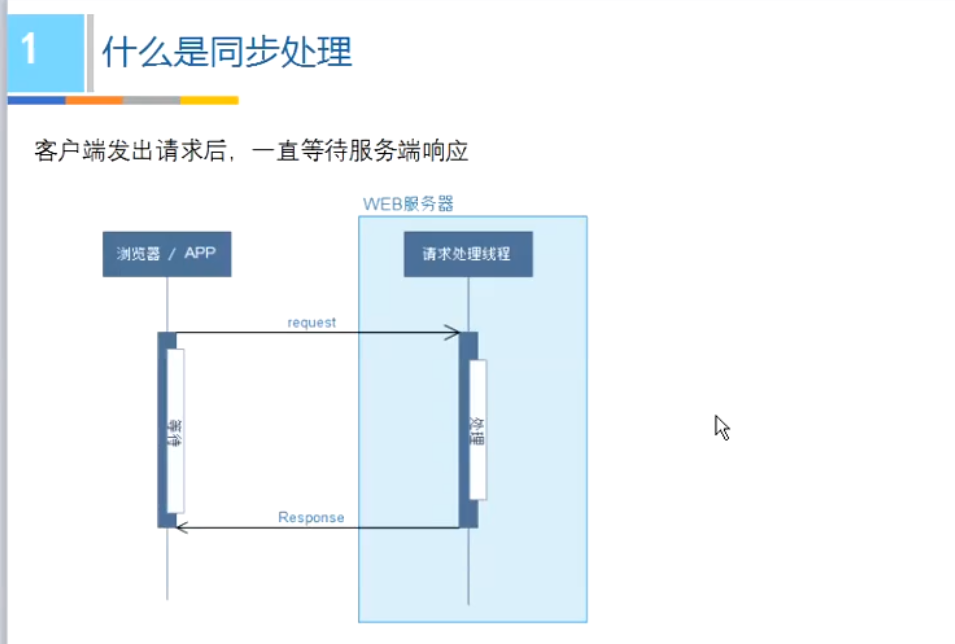 1
什么是同步处理
客户端发出请求后，一直等待服务端响应
WEB服务器
浏览器 / APP
请求处理线程
request
等待
处理
Response